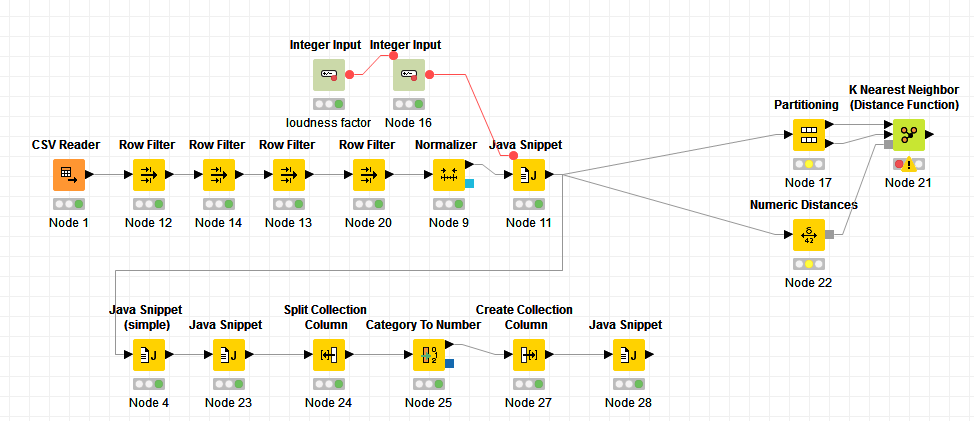 Integer Input Integer Input
loudness factor Node 16
K Nearest Neighbor
Partitioning (Distance Function)
CSV Reader Row Filter Row Filter Row Filter Row Filter Normalizer Java Snippet
Node 17 Node 21
Numeric Distances
Node 1 Node 12 Node 14 Node 13 Node 20 Node 9 Node 11
Node 22
Java Snippet Split Collection Create Collection
(simple) Java Snippet Column Category To Number Column Java Snippet
Node 4 Node 23 Node 24 Node 25 Node 27 Node 28